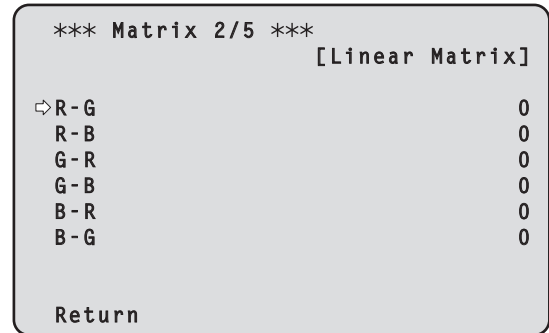 *** Matrix 2/5 ***
[Linear Matrix]
⇨R-G 0
R-B 0
G-R 0
G-B 0
B-R 0
B-G 0
Return